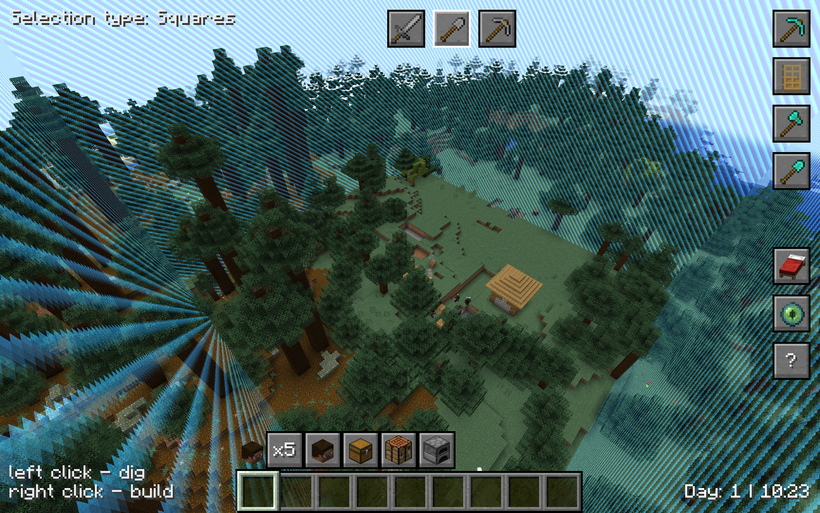 Selection type: Squares
?
x5
left click - dig
right click - build
Day: 1 | 10:23